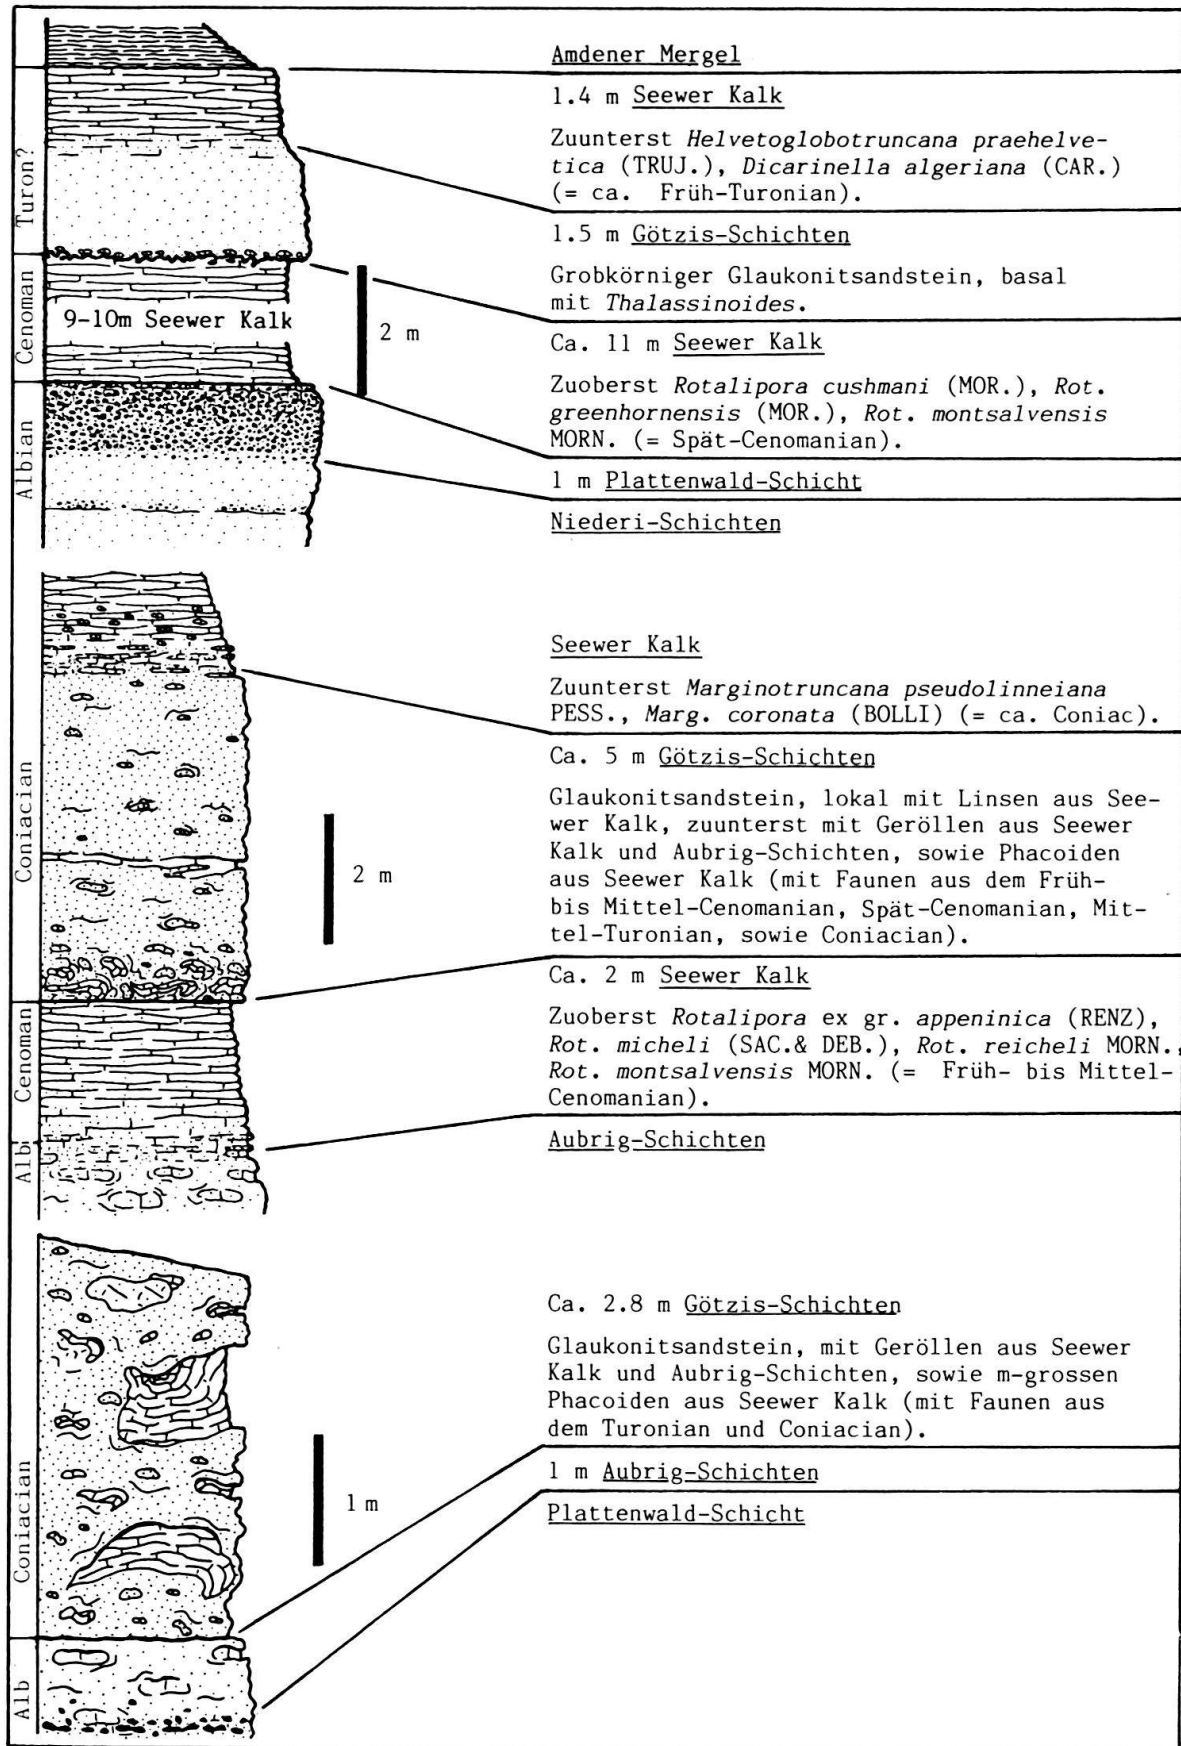 Amdener Mergel
1.4 m Seewer Kalk
Zuunterst Helvetoglobotruncana praehelve-
tica (TRUJ.), Dicarinella algeriana (CAR.)
(= ca. Früh-Turonian).
1.5 m Götzis-Schichten
Grobkörniger Glaukonitsandstein, basal
mit Thalassinoides.
Ca. 11 m Seewer Kalk
Zuoberst Rotalipora cushmani (MOR.), Rot.
greenhornensis (MOR.), Rot. montsalvensis
MORN. (= Spät-Cenomanian).
1 m Plattenwald-Schicht
Niederi-Schichten
Turon?
Cenoman
Albian
9-10m Seewer Kalk
2 m
Seewer Kalk
Zuunterst Marginotruncana pseudolinneiana
PESS., Marg. coronata (BOLLI) (= ca. Coniac).
Ca. 5 m Götzis-Schichten
Glaukonitsandstein, lokal mit Linsen aus See-
wer Kalk, zuunterst mit Geröllen aus Seewer
Kalk und Aubrig-Schichten, sowie Phacoiden
aus Seewer Kalk (mit Faunen aus dem Früh-
bis Mittel-Cenomanian, Spät-Cenomanian, Mit-
tel-Turonian, sowie Coniacian).
Ca. 2 m Seewer Kalk
Zuoberst Rotalipora ex gr. appeninica (RENZ),
Rot. micheli (SAC.& DEB.), Rot. reicheli MORN.,
Rot. montsalvensis MORN. (= Früh- bis Mittel-
Cenomanian).
Aubrig-Schichten
Coniacian
Cenoman
Alb
2 m
Ca. 2.8 m Götzis-Schichten
Glaukonitsandstein, mit Geröllen aus Seewer
Kalk und Aubrig-Schichten, sowie m-grossen
Phacoiden aus Seewer Kalk (mit Faunen aus
dem Turonian und Coniacian).
1 m Aubrig-Schichten
Plattenwald-Schicht
Coniacian
Alb
1 m